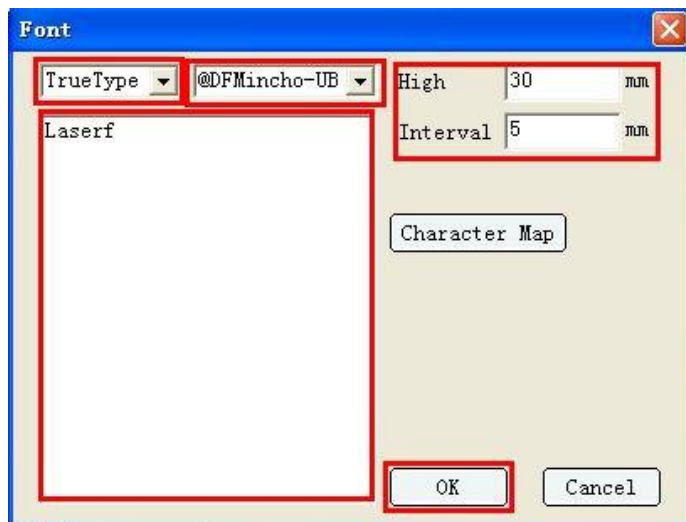 Font
TrueType @DFMincho-UB High 30 mm
Laserf Interval 5 mm
Character Map
OK Cancel